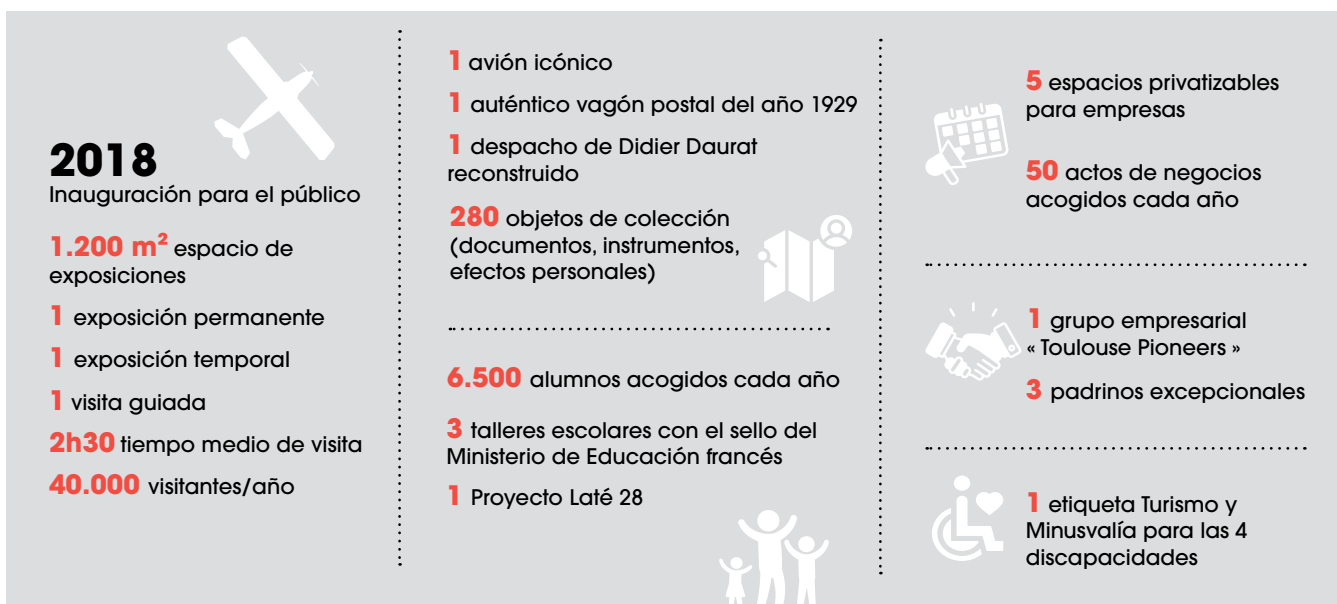 2018
Inauguración para el público
1.200 m² espacio de
exposiciones
1 exposición permanente
1 exposición temporal
1 visita guiada
2h30 tiempo medio de visita
40.000 visitantes/año
1 avión icónico
1 auténtico vagón postal del año 1929
1 despacho de Didier Daurat
reconstruido
280 objetos de colección
(documentos, instrumentos,
efectos personales)
6.500 alumnos acogidos cada año
3 talleres escolares con el sello del
Ministerio de Educación francés
1 Proyecto Laté 28
5 espacios privatizables
para empresas
50 actos de negocios
acogidos cada año
1 grupo empresarial
« Toulouse Pioneers »
3 padrinos excepcionales
1 etiqueta Turismo y
Minusvalía para las 4
discapacidades